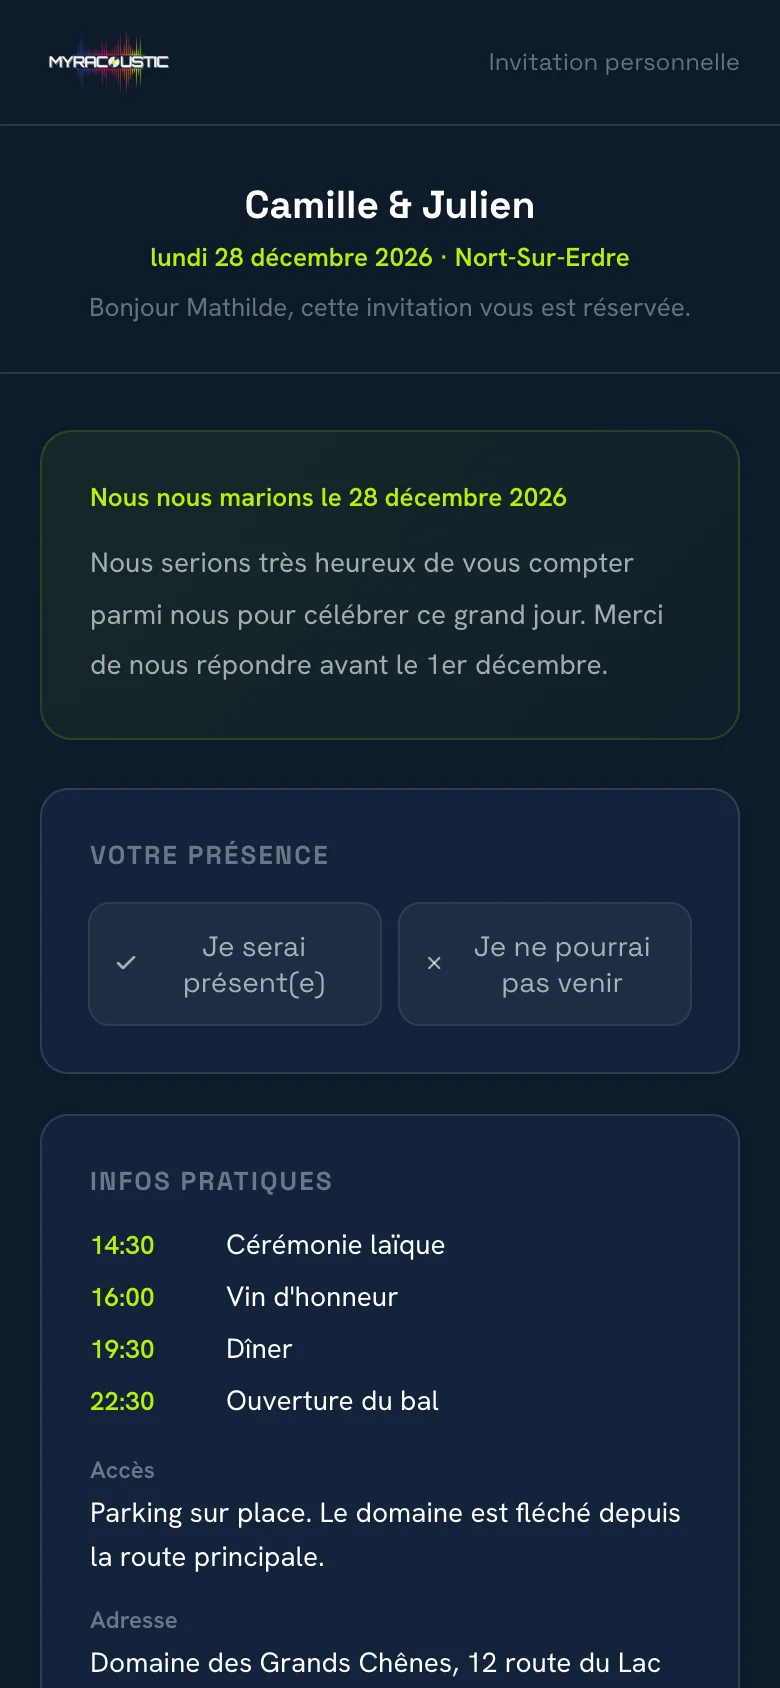 MYRACOUSTIC
Invitation personnelle
Camille & Julien
lundi 28 décembre 2026 · Nort-Sur-Erdre
Bonjour Mathilde, cette invitation vous est réservée.
Nous nous marions le 28 décembre 2026
Nous serions très heureux de vous compter
parmi nous pour célébrer ce grand jour. Merci
de nous répondre avant le 1er décembre.
VOTRE PRÉSENCE
Je serai
présent(e)
Je ne pourrai
pas venir
INFOS PRATIQUES
14:30 Cérémonie laïque
16:00 Vin d'honneur
19:30 Dîner
22:30 Ouverture du bal
Accès
Parking sur place. Le domaine est fléché depuis
la route principale.
Adresse
Domaine des Grands Chênes, 12 route du Lac